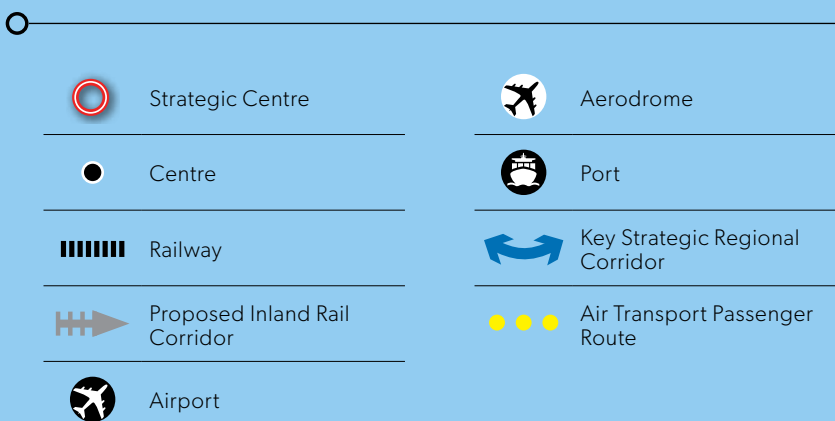 Strategic Centre
Centre
Railway
Proposed Inland Rail
Corridor
Airport
Aerodrome
Port
Key Strategic Regional
Corridor
Air Transport Passenger
Route